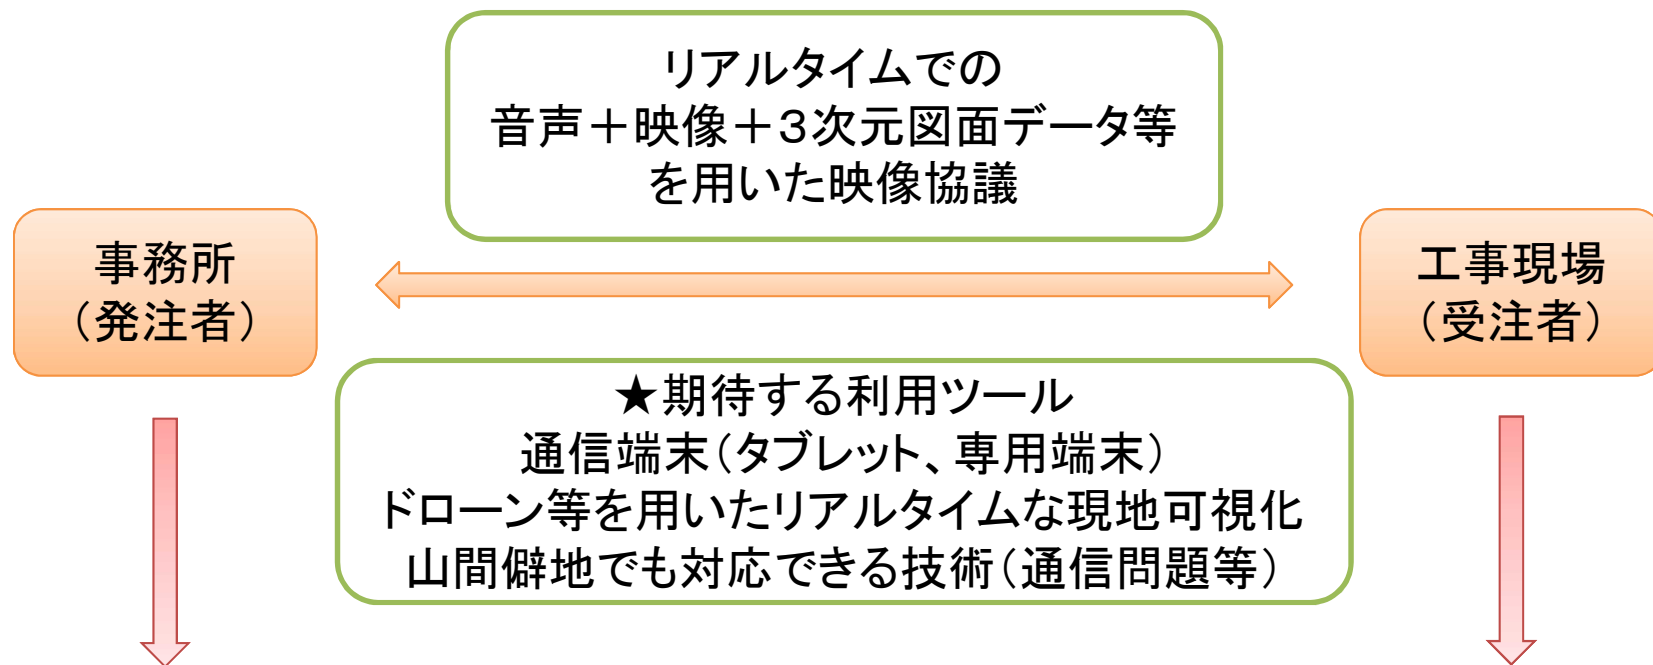 リアルタイムでの
音声＋映像＋３次元図面データ等
を用いた映像協議
事務所
（発注者）
工事現場
（受注者）
★期待する利用ツール
通信端末（タブレット、専用端末）
ドローン等を用いたリアルタイムな現地可視化
山間僻地でも対応できる技術（通信問題等）